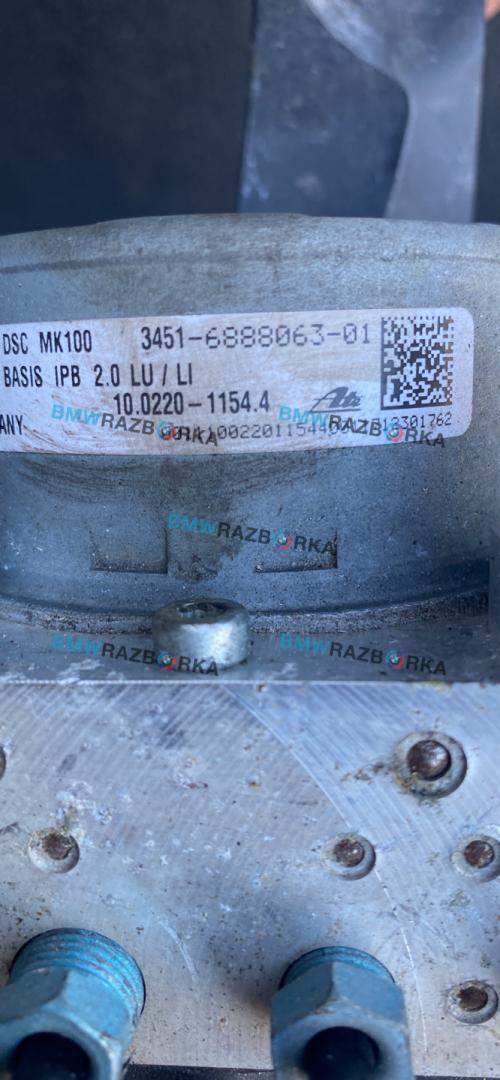 DSC MK100 3451-6888063-01
BASIS IPB 2.0 LU / LI
10.0220-1154.4 Ate
ANY
BMWRAZBORKA BMWRAZBORKA
BMWRAZBORKA
BMWRAZBORKA BMWRAZBORKA